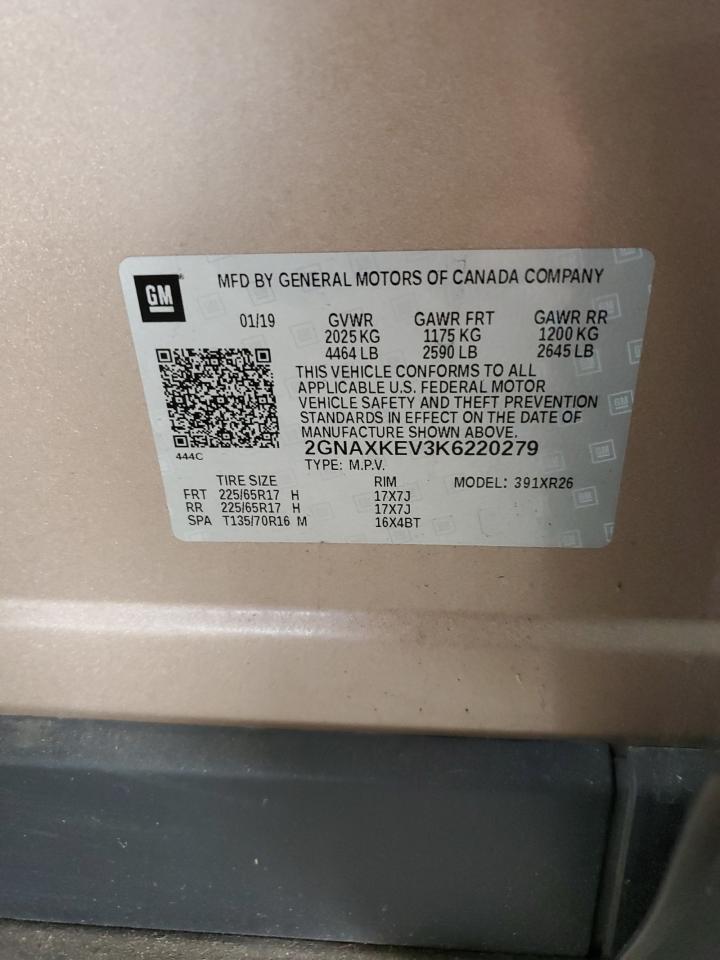 GM
MFD BY GENERAL MOTORS OF CANADA COMPANY
01/19 GVWR GAWR FRT GAWR RR
2025 KG 1175 KG 1200 KG
4464 LB 2590 LB 2645 LB
THIS VEHICLE CONFORMS TO ALL
APPLICABLE U.S. FEDERAL MOTOR
VEHICLE SAFETY AND THEFT PREVENTION
STANDARDS IN EFFECT ON THE DATE OF
MANUFACTURE SHOWN ABOVE.
444C 2GNAXKEV3K6220279
TYPE: M.P.V.
TIRE SIZE RIM MODEL: 391XR26
FRT 225/65R17 H 17X7J
RR 225/65R17 H 17X7J
SPA T135/70R16 M 16X4BT